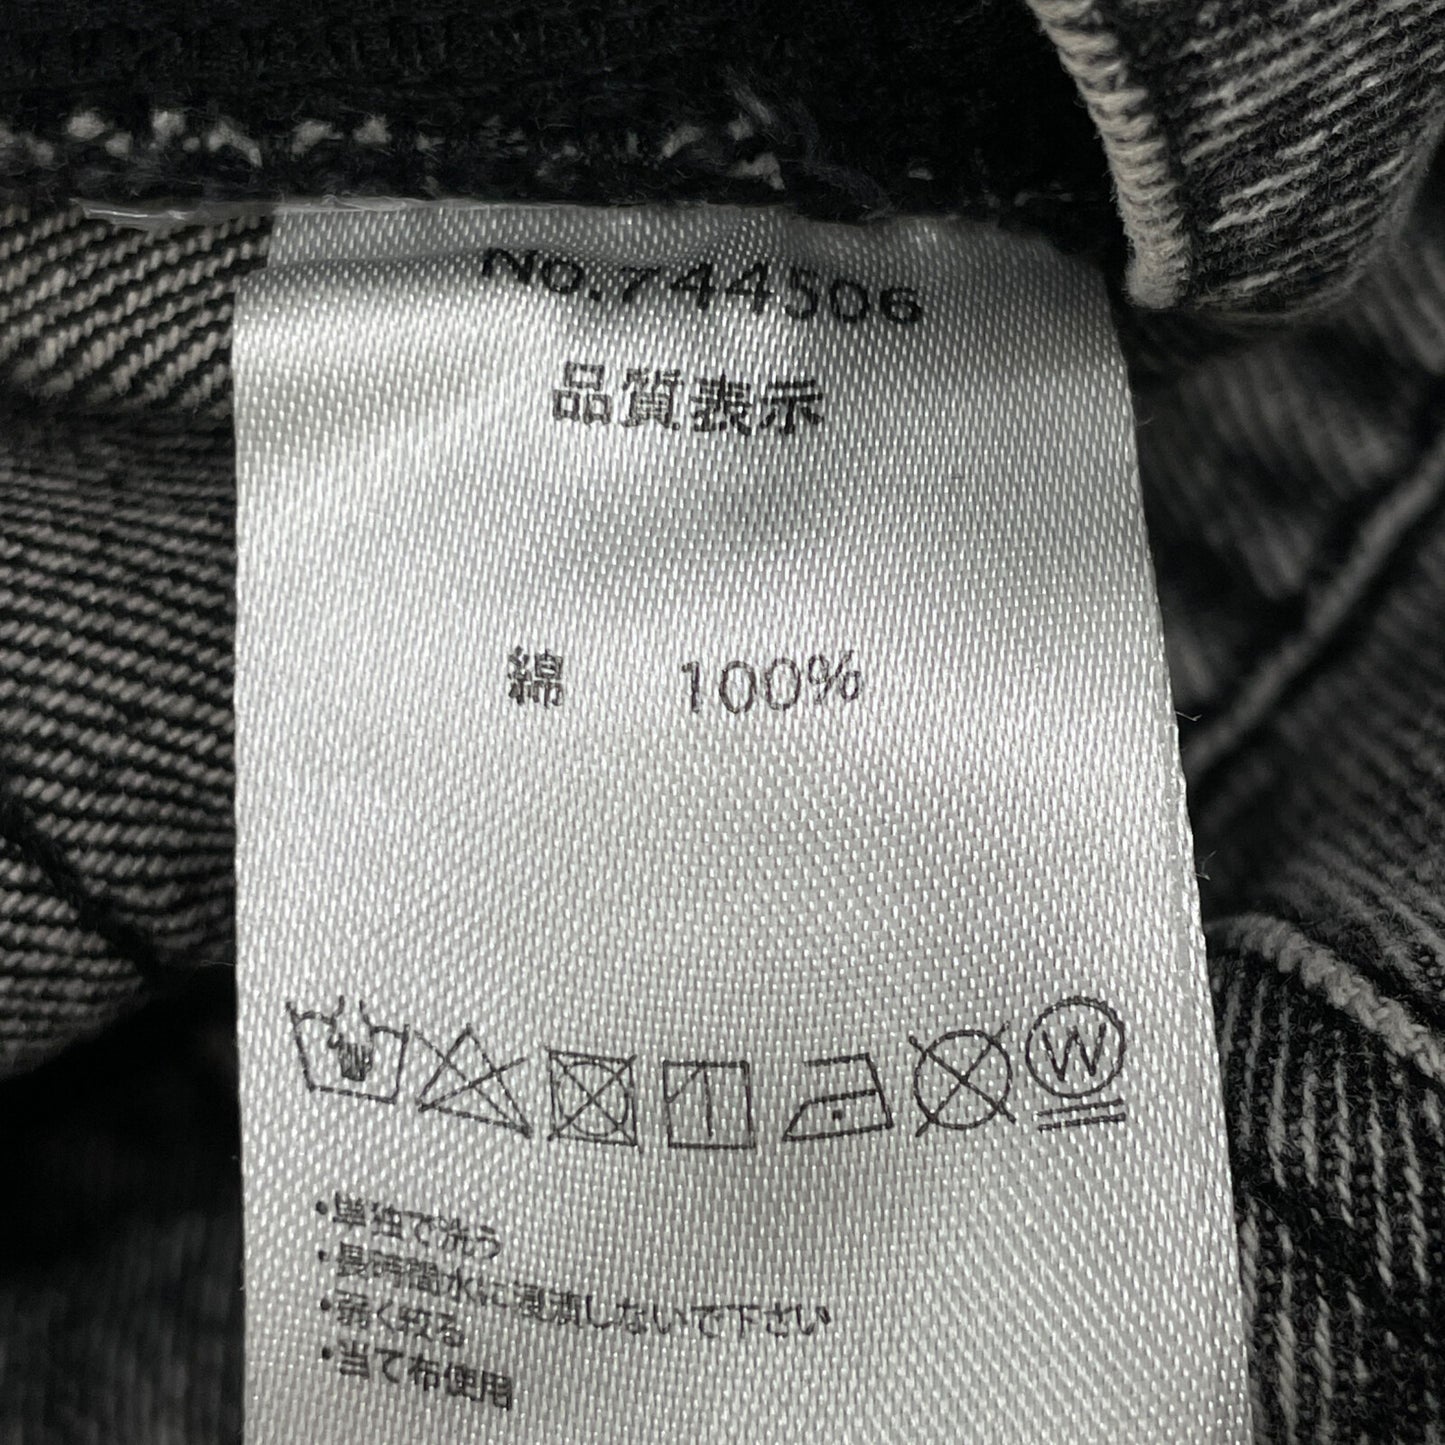 No.744506
品質表示
綿 100%
W
・単独で洗う
・長時間水に浸漬しないで下さい
・弱く絞る
・当て布使用